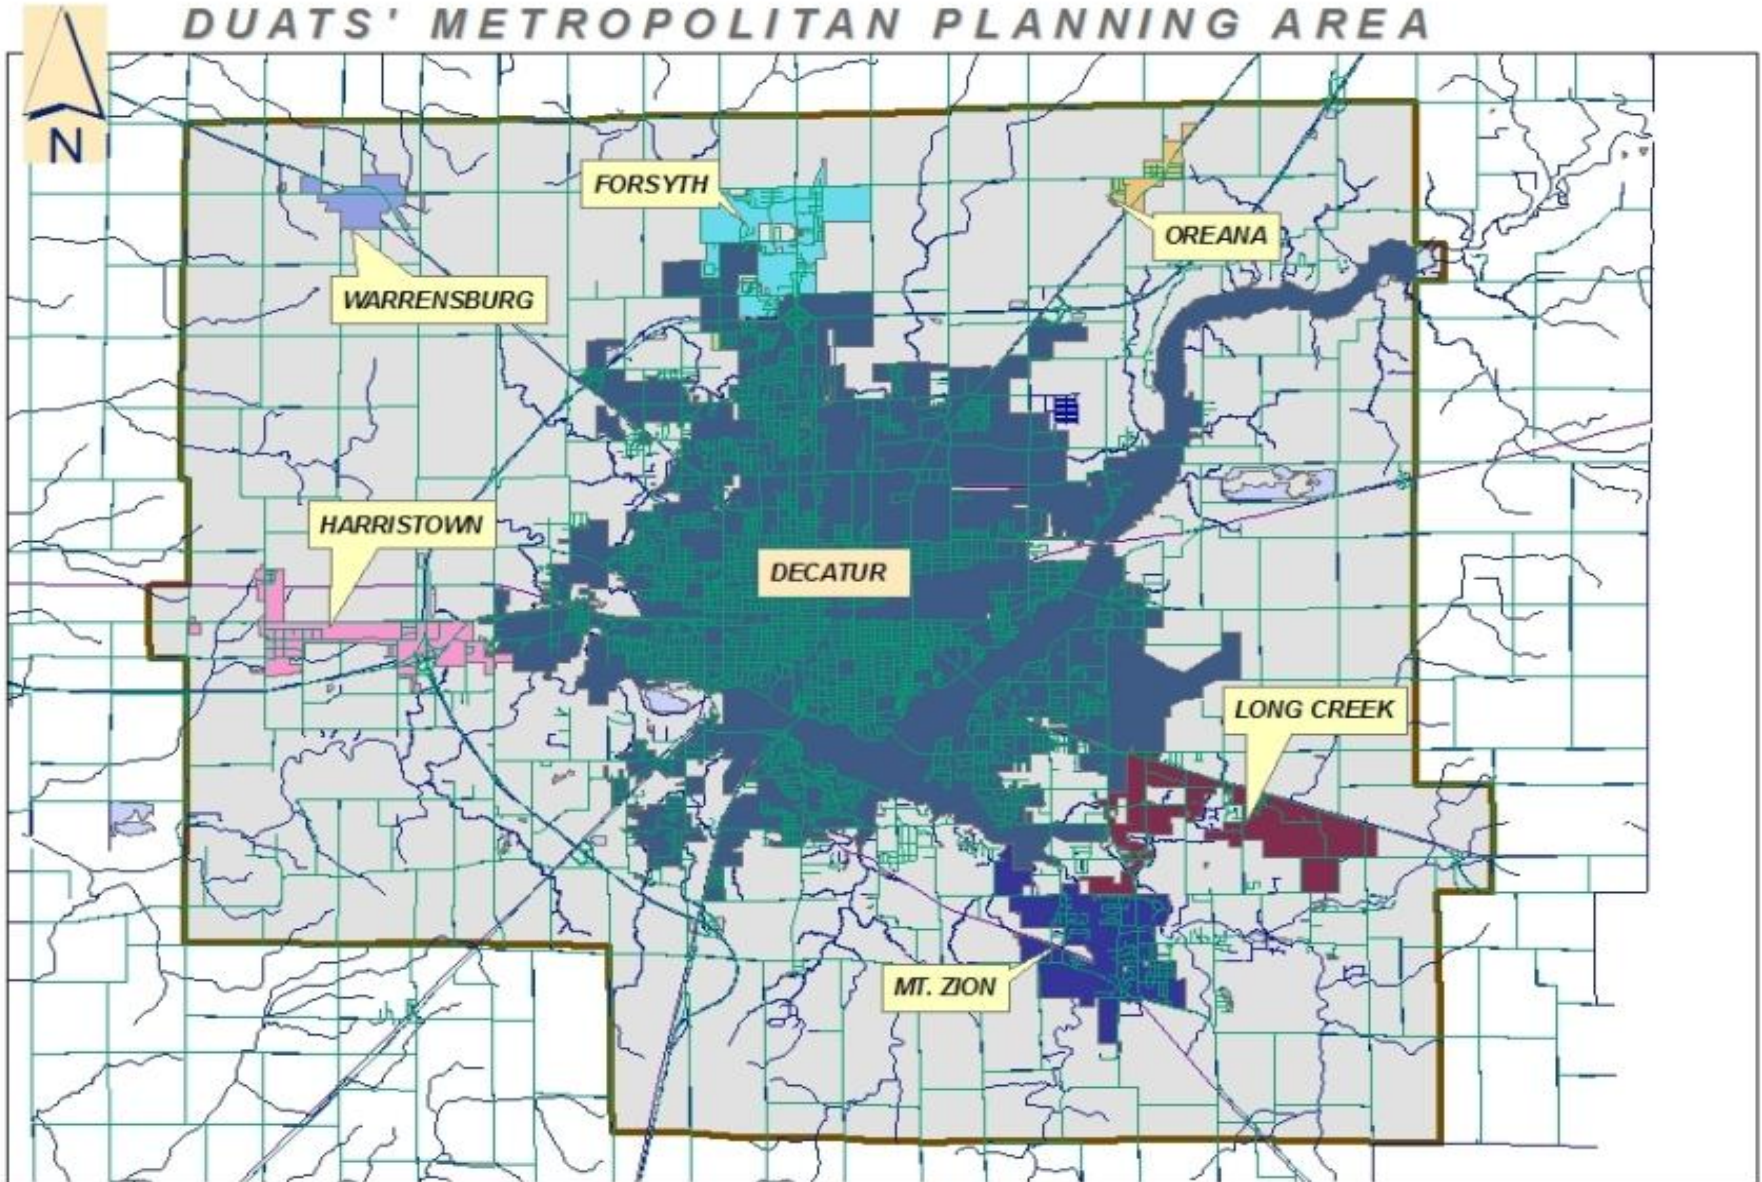 DUATS' METROPOLITAN PLANNING AREA
N
FORSYTH
OREANA
WARRENSBURG
HARRISTOWN
DECATUR
LONG CREEK
MT. ZION